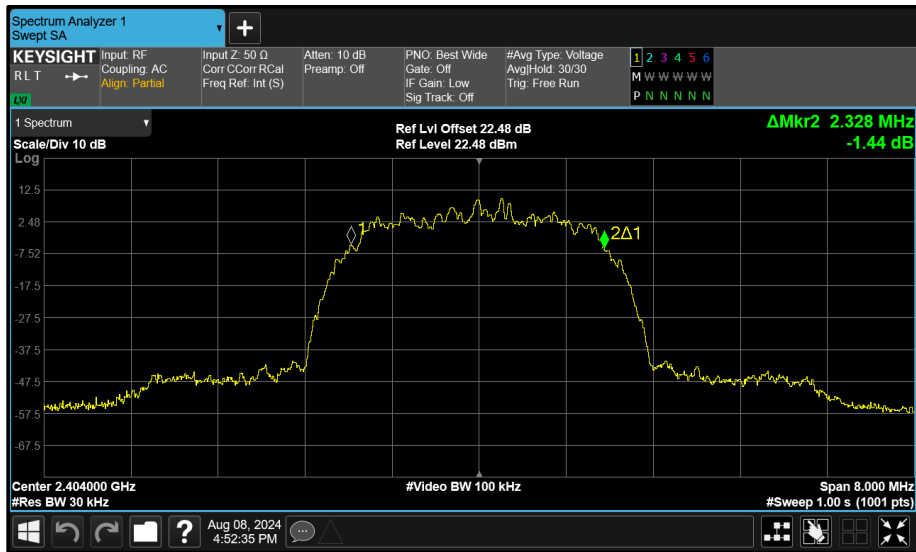 Spectrum Analyzer 1
Swept SA
+
KEYSIGHT
R L T
LXI
Input: RF
Coupling: AC
Align: Partial
Input Z: 50 Ω
Corr CCorr RCal
Freq Ref: Int (S)
Atten: 10 dB
Preamp: Off
PNO: Best Wide
Gate: Off
IF Gain: Low
Sig Track: Off
#Avg Type: Voltage
Avg|Hold: 30/30
Trig: Free Run
1 2 3 4 5 6
M W W W W W
P N N N N N
1 Spectrum
Scale/Div 10 dB
Ref Lvl Offset 22.48 dB
Ref Level 22.48 dBm
ΔMkr2 2.328 MHz
-1.44 dB
Log
12.5
2.48
-7.52
-17.5
-27.5
-37.5
-47.5
-57.5
-67.5
1
2Δ1
Center 2.404000 GHz
#Video BW 100 kHz
Span 8.000 MHz
#Res BW 30 kHz
#Sweep 1.00 s (1001 pts)
?
Aug 08, 2024
4:52:35 PM